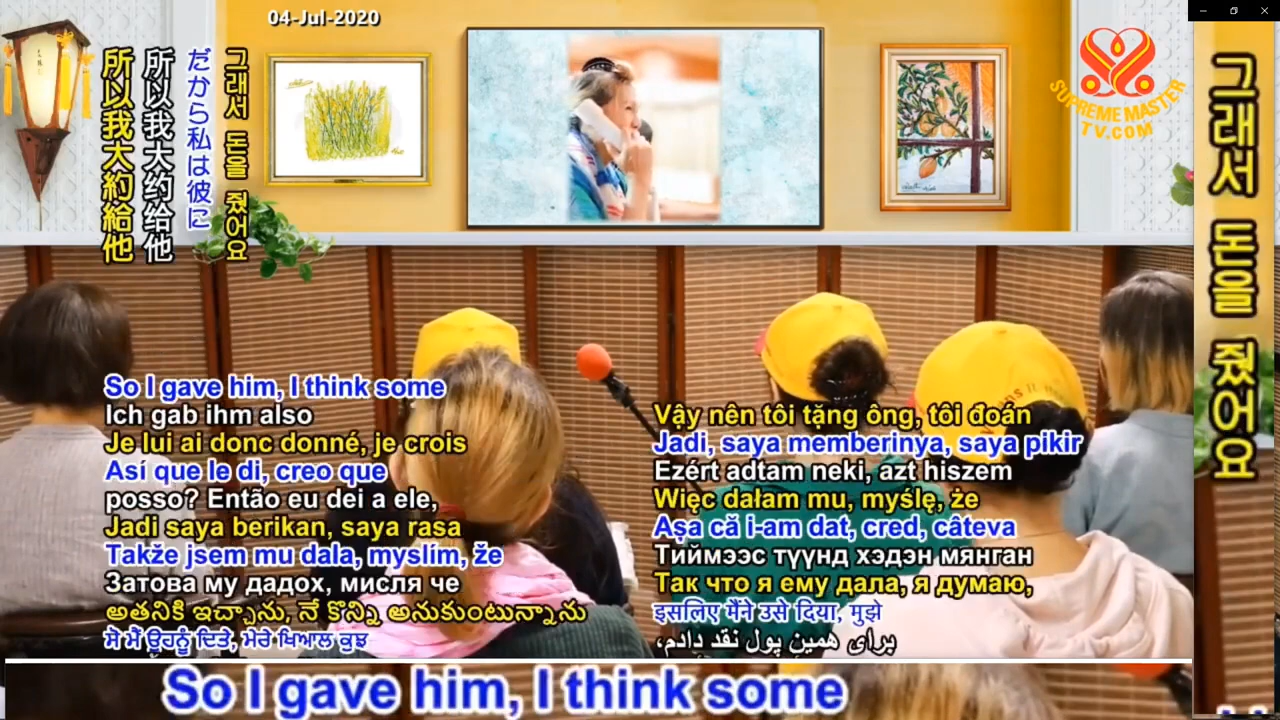 04-Jul-2020
그래서 돈을 줬어요
だから私は彼に
所以我大约给他
所以我大約給他
SUPREME MASTER
TV.COM
그래서 돈을 줬어요
So I gave him, I think some
Ich gab ihm also
Je lui ai donc donné, je crois
Así que le di, creo que
posso? Então eu dei a ele,
Jadi saya berikan, saya rasa
Takže jsem mu dala, myslím, že
Затова му дадох, мисля че
అతనికి ఇచ్చాను, నే కొన్ని అనుకుంటున్నాను
ਸੋ ਮੈਂ ਉਹਨੂੰ ਦਿਤੇ, ਮੇਰੇ ਖਿਆਲ ਕੁਝ
Vậy nên tôi tặng ông, tôi đoán
Jadi, saya memberinya, saya pikir
Ezért adtam neki, azt hiszem
Więc dałam mu, myślę, że
Așa că i-am dat, cred, câteva
Тиймээс түүнд хэдэн мянган
Так что я ему дала, я думаю,
इसलिए मैंने उसे दिया, मुझे
برای همین پول نقد دادم،
So I gave him, I think some